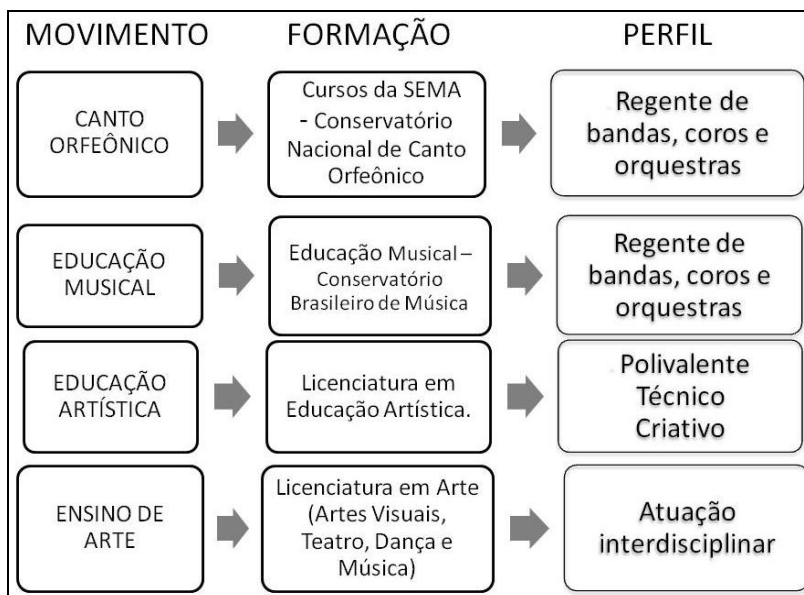 MOVIMENTO FORMAÇÃO PERFIL
CANTO
ORFEÔNICO
Cursos da SEMA
- Conservatório
Nacional de Canto
Orfeônico
Regente de
bandas, coros e
orquestras
EDUCAÇÃO
MUSICAL
Educação Musical –
Conservatório
Brasileiro de Música
Regente de
bandas, coros e
orquestras
EDUCAÇÃO
ARTÍSTICA
Licenciatura em
Educação Artística.
Polivalente
Técnico
Criativo
ENSINO DE
ARTE
Licenciatura em Arte
(Artes Visuais,
Teatro, Dança e
Música)
Atuação
interdisciplinar